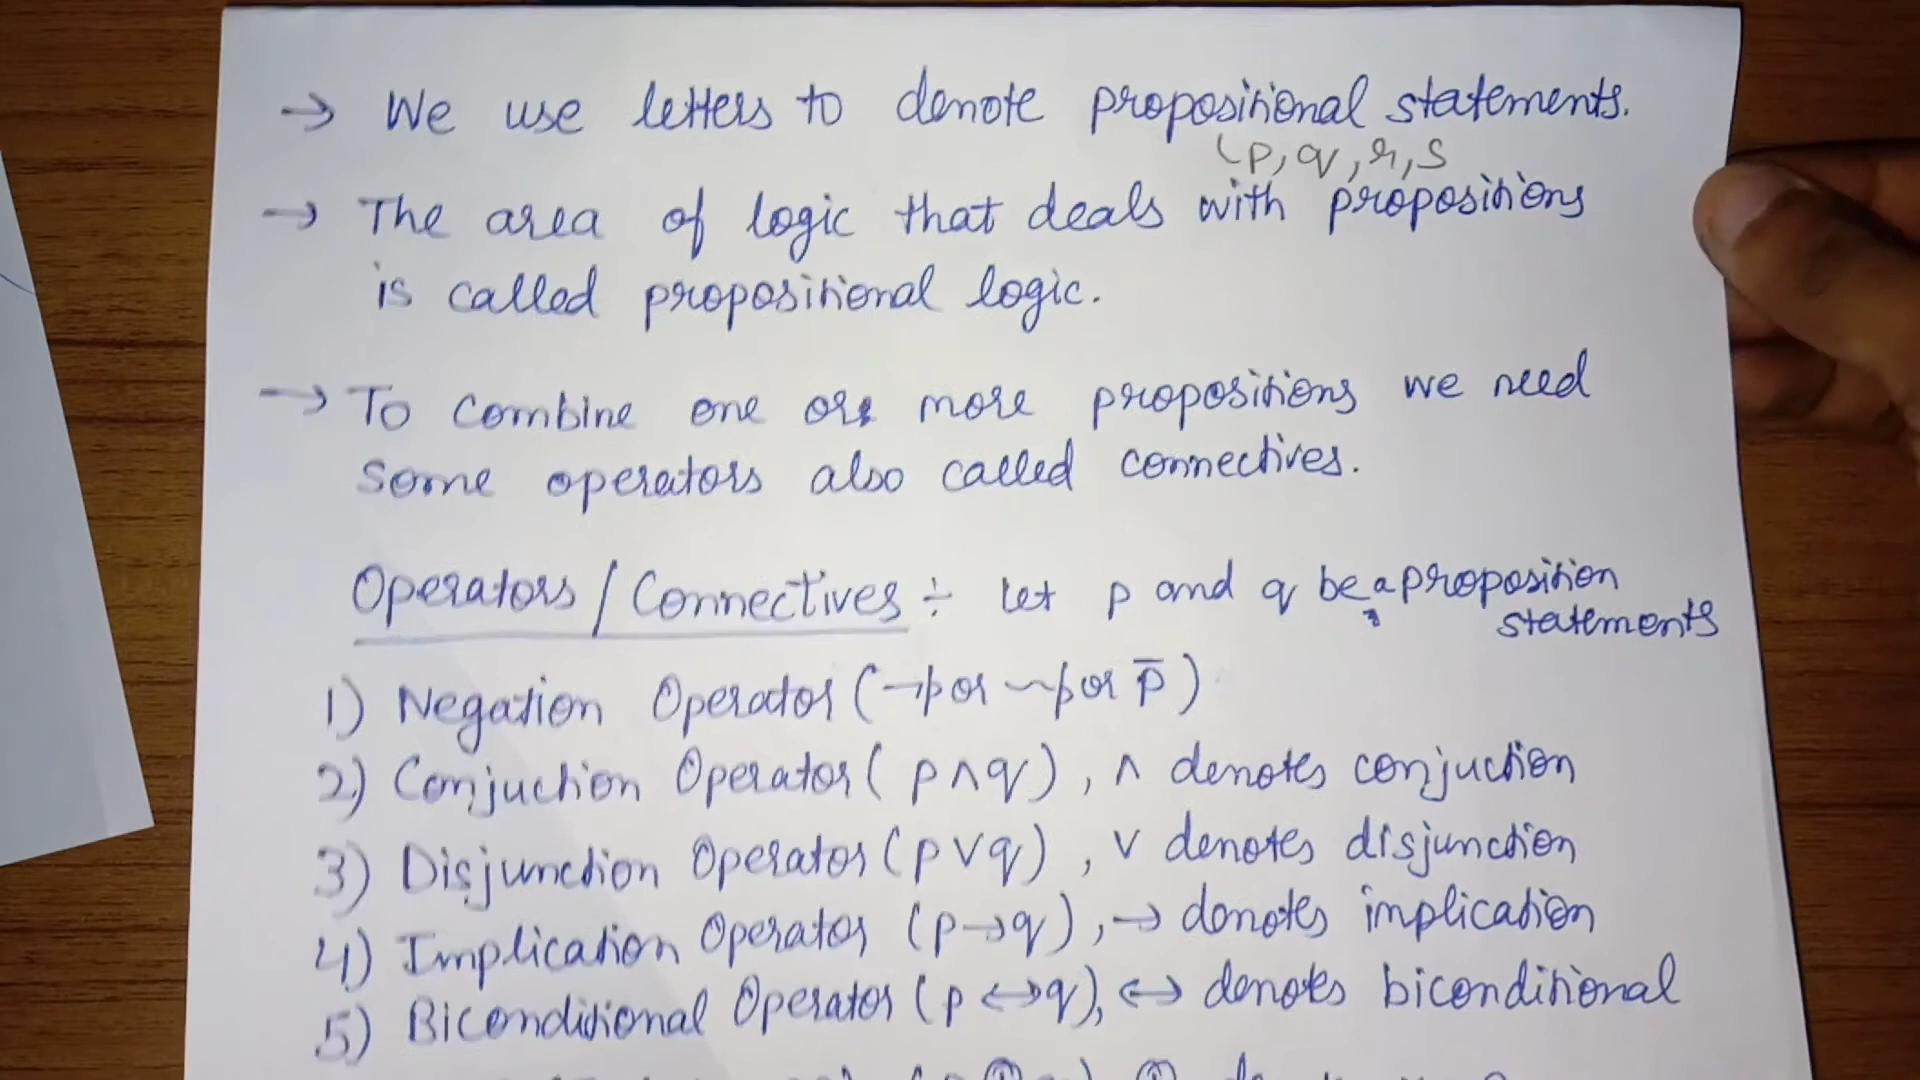 → We use letters to denote propositional statements.
(p, q, r, s
→ The area of logic that deals with propositions
is called propositional logic.
→ To combine one or more propositions we need
some operators also called connectives.
Operators / Connectives ÷ Let p and q be a proposition
statements
1) Negation Operator (¬p or ~p or p̅)
2) Conjuction Operator (p ∧ q), ∧ denotes conjuction
3) Disjunction Operator (p ∨ q), ∨ denotes disjunction
4) Implication Operator (p → q), → denotes implication
5) Biconditional Operator (p ↔ q), ↔ denotes biconditional